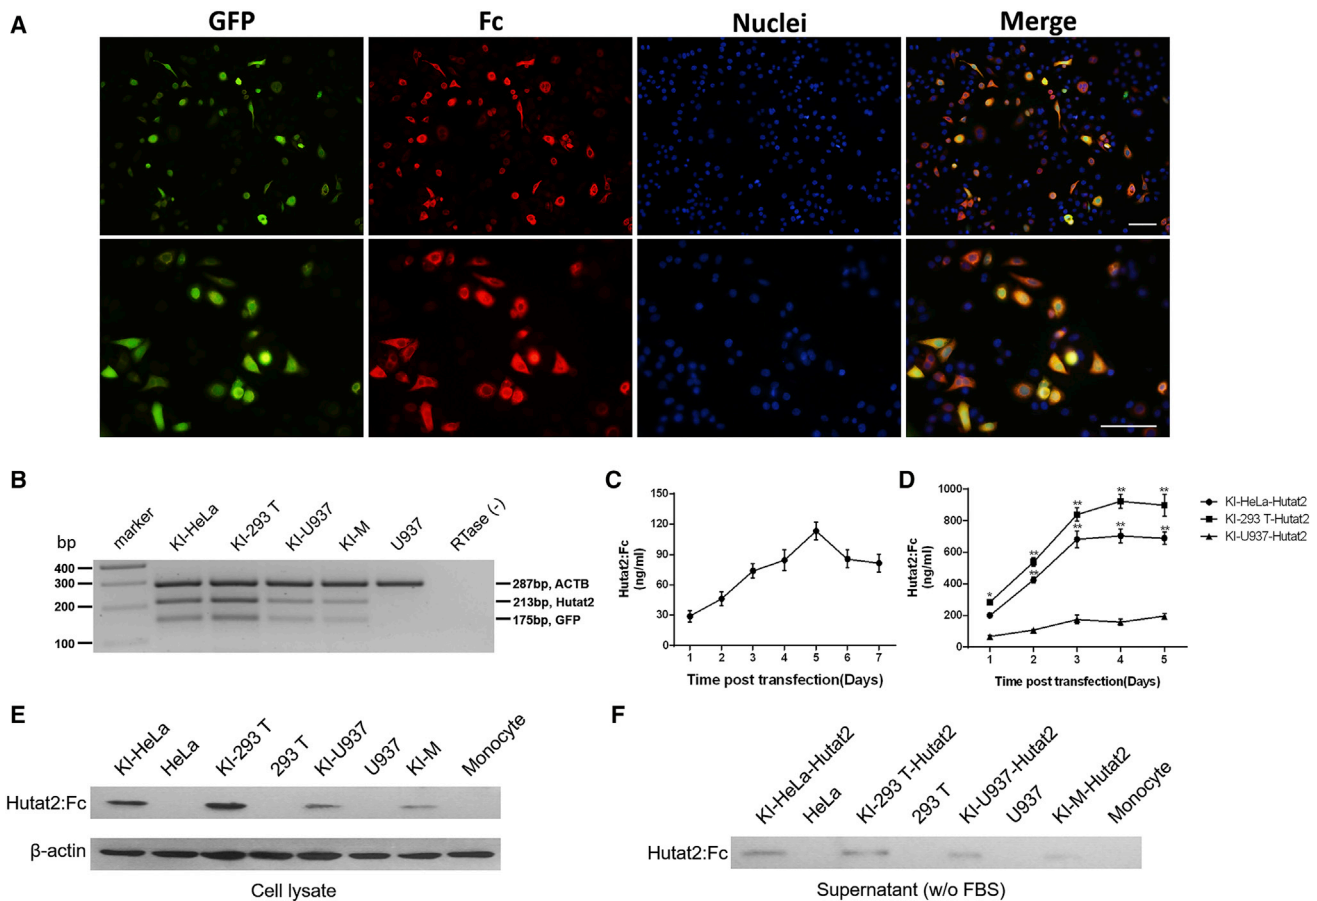 A
GFP Fc Nuclei Merge
B
bp
marker KI-HeLa KI-293 T KI-U937 KI-M U937 RTase (-)
400
300
200
100
287bp, ACTB
213bp, Hutat2
175bp, GFP
C
Hutat2:Fc
(ng/ml)
150
120
90
60
30
0
1 2 3 4 5 6 7
Time post transfection(Days)
D
Hutat2:Fc
(ng/ml)
1000
800
600
400
200
0
* ** ** ** ** ** ** ** **
1 2 3 4 5
Time post transfection(Days)
KI-HeLa-Hutat2
KI-293 T-Hutat2
KI-U937-Hutat2
E
KI-HeLa HeLa KI-293 T 293 T KI-U937 U937 KI-M Monocyte
Hutat2:Fc
β-actin
Cell lysate
F
KI-HeLa-Hutat2 HeLa KI-293 T-Hutat2 293 T KI-U937-Hutat2 U937 KI-M-Hutat2 Monocyte
Hutat2:Fc
Supernatant (w/o FBS)